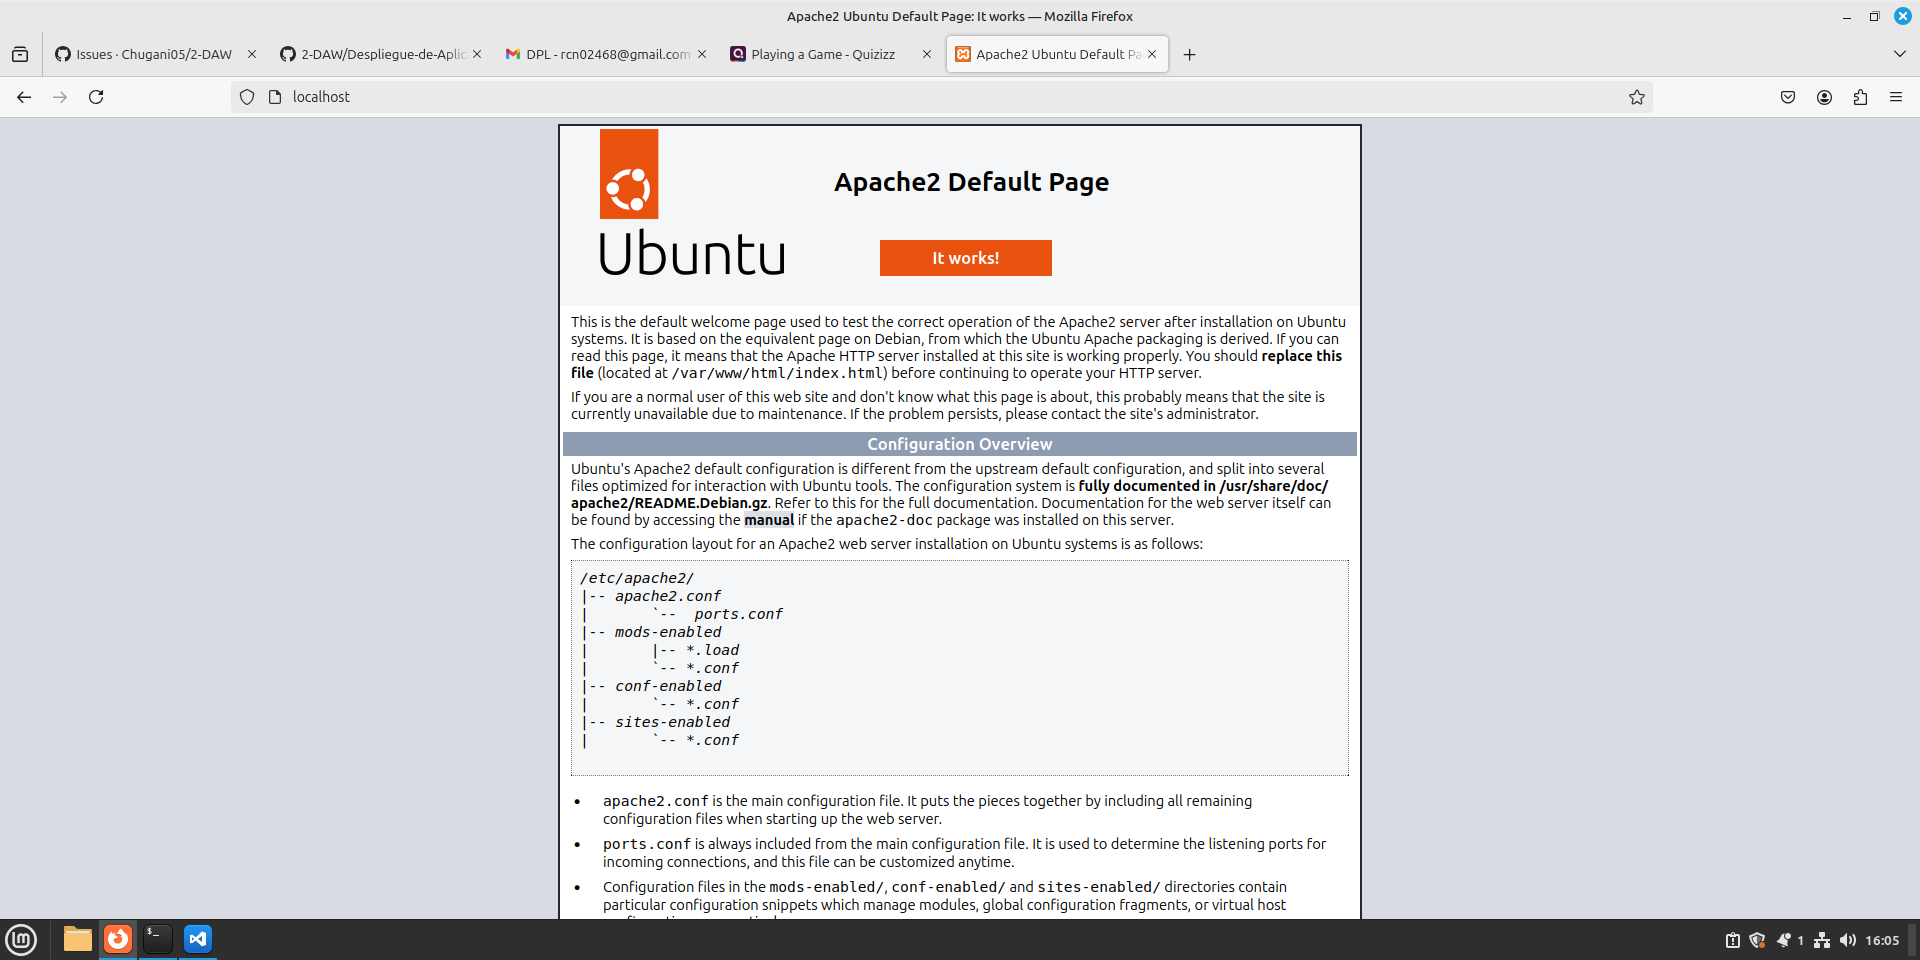 Apache2 Ubuntu Default Page: It works — Mozilla Firefox
Issues · Chugani05/2-DAW
2-DAW/Despliegue-de-Aplic
DPL - rcn02468@gmail.com
Playing a Game - Quizizz
Apache2 Ubuntu Default Pa
localhost
Apache2 Default Page
Ubuntu
It works!
This is the default welcome page used to test the correct operation of the Apache2 server after installation on Ubuntu
systems. It is based on the equivalent page on Debian, from which the Ubuntu Apache packaging is derived. If you can
read this page, it means that the Apache HTTP server installed at this site is working properly. You should replace this
file (located at /var/www/html/index.html) before continuing to operate your HTTP server.
If you are a normal user of this web site and don't know what this page is about, this probably means that the site is
currently unavailable due to maintenance. If the problem persists, please contact the site's administrator.
Configuration Overview
Ubuntu's Apache2 default configuration is different from the upstream default configuration, and split into several
files optimized for interaction with Ubuntu tools. The configuration system is fully documented in /usr/share/doc/
apache2/README.Debian.gz. Refer to this for the full documentation. Documentation for the web server itself can
be found by accessing the manual if the apache2-doc package was installed on this server.
The configuration layout for an Apache2 web server installation on Ubuntu systems is as follows:
/etc/apache2/
|-- apache2.conf
|       `--  ports.conf
|-- mods-enabled
|       |-- *.load
|       `-- *.conf
|-- conf-enabled
|       `-- *.conf
|-- sites-enabled
|       `-- *.conf
• apache2.conf is the main configuration file. It puts the pieces together by including all remaining
configuration files when starting up the web server.
• ports.conf is always included from the main configuration file. It is used to determine the listening ports for
incoming connections, and this file can be customized anytime.
• Configuration files in the mods-enabled/, conf-enabled/ and sites-enabled/ directories contain
particular configuration snippets which manage modules, global configuration fragments, or virtual host
1
16:05